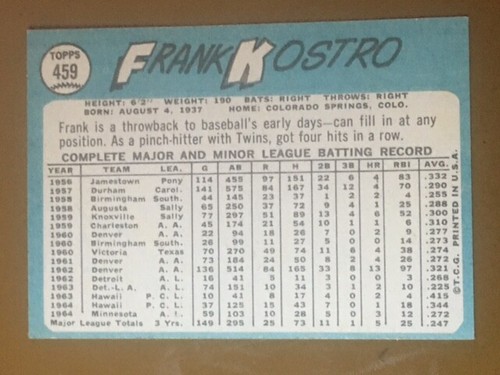 TOPPS
459
FRANK KOSTRO
HEIGHT: 6'2" WEIGHT: 190 BATS: RIGHT THROWS: RIGHT
BORN: AUGUST 4, 1937 HOME: COLORADO SPRINGS, COLO.
Frank is a throwback to baseball's early days—can fill in at any
position. As a pinch-hitter with Twins, got four hits in a row.
COMPLETE MAJOR AND MINOR LEAGUE BATTING RECORD
YEAR TEAM LEA. G AB R H 2B 3B HR RBI AVG.
1956 Jamestown Pony 114 455 97 151 22 6 4 83 .332
1957 Durham Carol. 141 575 84 167 34 12 4 70 .290
1958 Birmingham South. 44 145 23 37 5 1 2 2 .255
1958 Augusta Sally 65 250 37 72 9 4 1 25 .288
1959 Knoxville Sally 77 297 51 89 13 4 6 52 .300
1959 Charleston A. A. 45 174 21 54 10 1 1 6 .310
1960 Denver A. A. 22 94 18 26 7 0 2 9 .277
1960 Birmingham South. 26 99 11 27 5 0 0 14 .273
1960 Victoria Texas 70 270 49 74 11 6 4 38 .274
1961 Denver A. A. 73 184 24 50 8 2 4 26 .272
1962 Denver A. A. 136 514 84 165 33 8 13 97 .321
1962 Detroit A. L. 16 41 5 11 3 0 0 3 .268
1963 Det.-L. A. A. L. 74 151 10 34 3 1 2 10 .225
1963 Hawaii P. C. L. 10 41 8 17 4 0 2 4 .415
1964 Hawaii P. C. L. 37 125 15 43 7 0 1 18 .344
1964 Minnesota A. L. 59 103 10 28 5 0 3 12 .272
Major League Totals 3 Yrs. 149 295 25 73 11 1 5 25 .247
© T.C.G. PRINTED IN U.S.A.